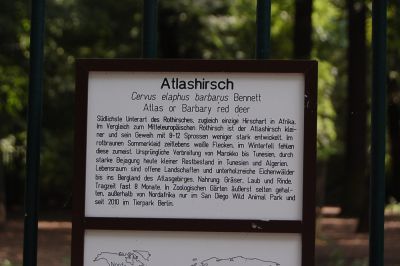 Atlashirsch
Cervus elaphus barbarus Bennett
Atlas or Barbary red deer
Südlichste Unterart des Rothirsches, zugleich einzige Hirschart in Afrika.
Im Vergleich zum Mitteleuropäischen Rothirsch ist der Atlashirsch klei-
ner und sein Geweih mit 8-12 Sprossen weniger stark entwickelt. Im
rotbraunen Sommerkleid zeitlebens weiße Flecken, im Winterfell fehlen
diese zumeist. Ursprüngliche Verbreitung von Marokko bis Tunesien, durch
starke Bejagung heute kleiner Restbestand in Tunesien und Algerien.
Lebensraum sind offene Landschaften und unterholzreiche Eichenwälder
bis ins Bergland des Atlasgebirges. Nahrung: Gräser, Laub und Rinde.
Tragzeit fast 8 Monate. In Zoologischen Gärten äußerst selten gehal-
ten, außerhalb von Nordafrika nur im San Diego Wild Animal Park und
seit 2010 im Tierpark Berlin.